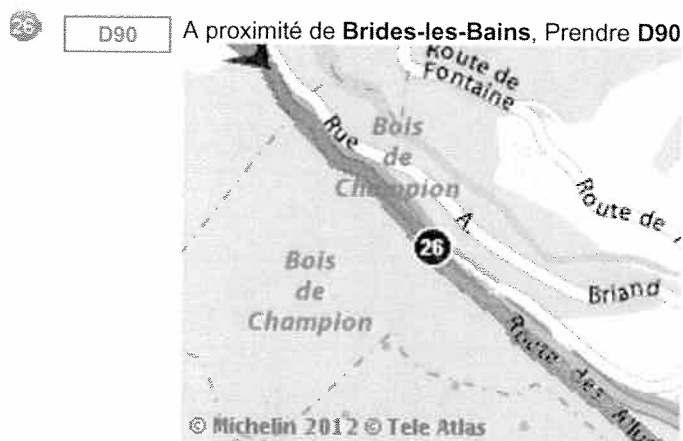 26 D90 A proximité de Brides-les-Bains, Prendre D90
Route de
Fontaine
Rue
Bois
de
Champion
Route de
A.
26
Briand
Bois
de
Champion
Route des
© Michelin 2012 © Tele Atlas